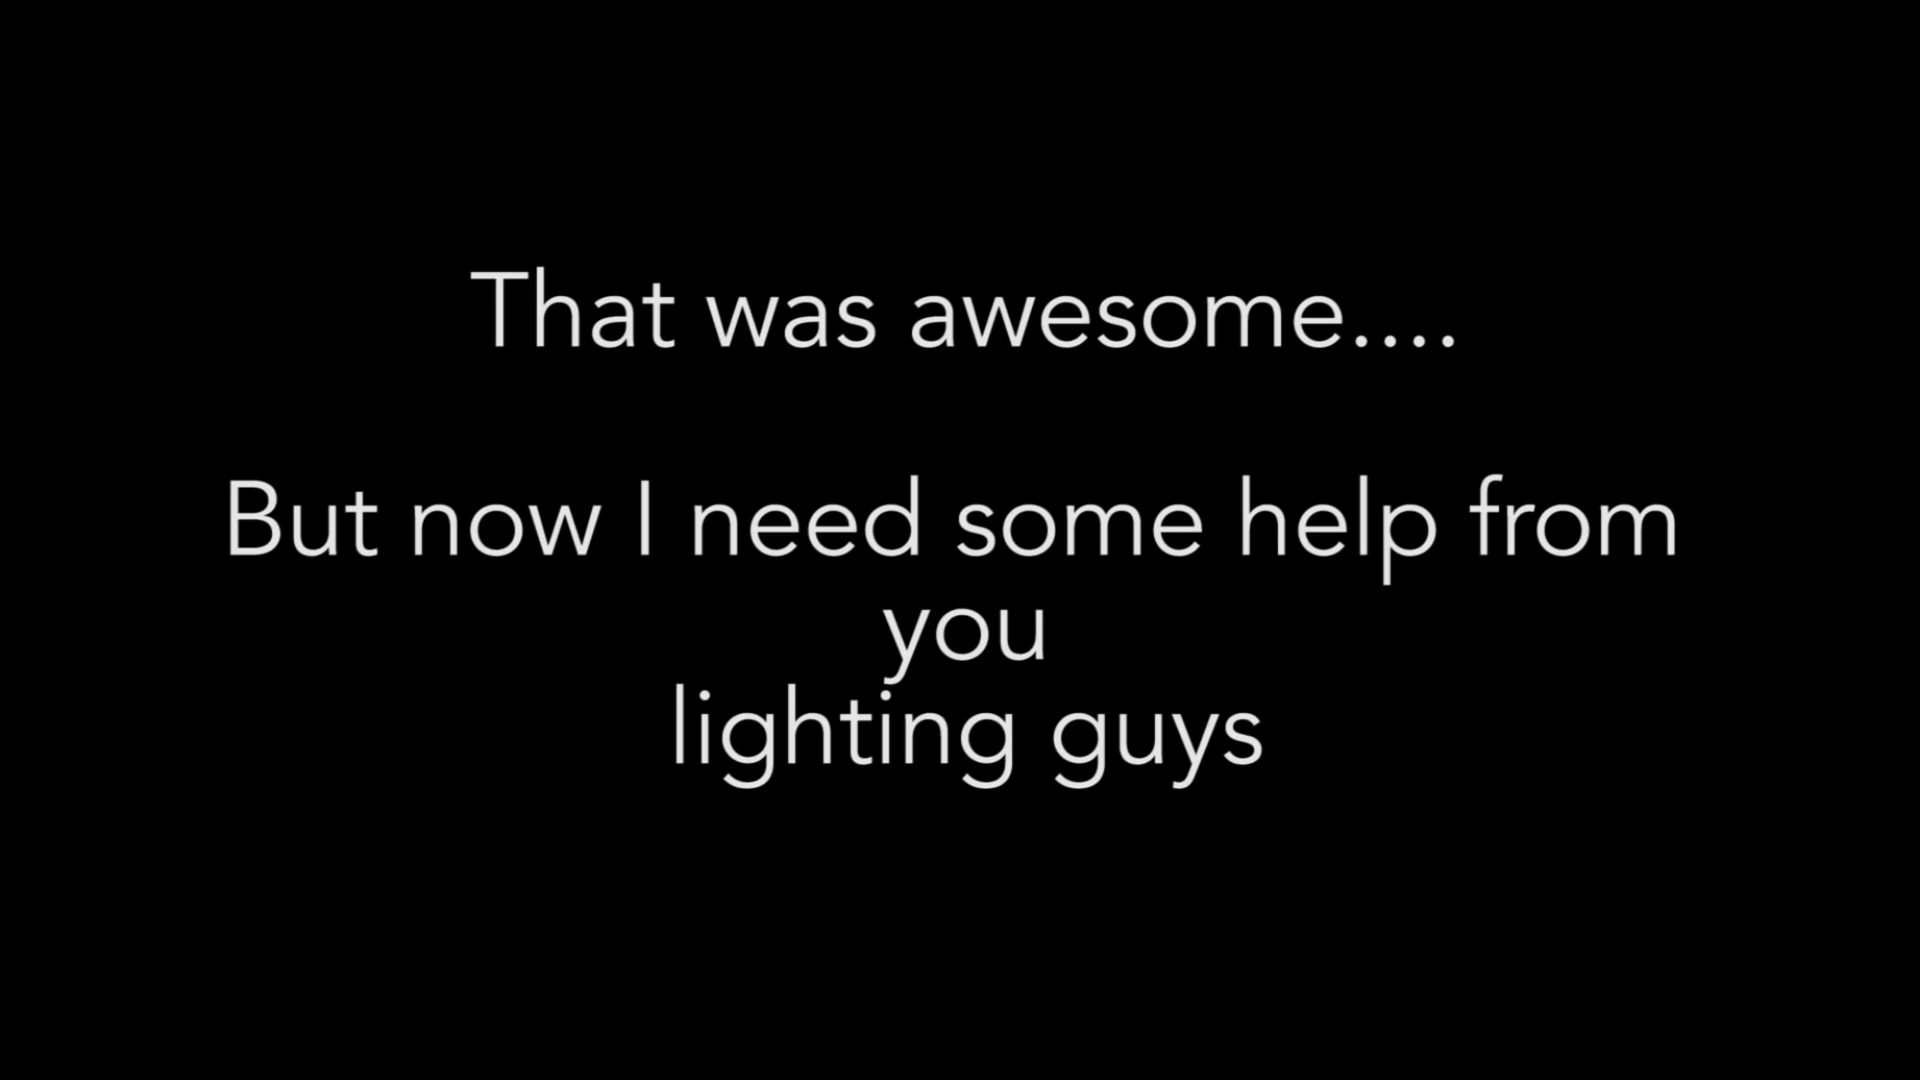 That was awesome....
But now I need some help from
you
lighting guys